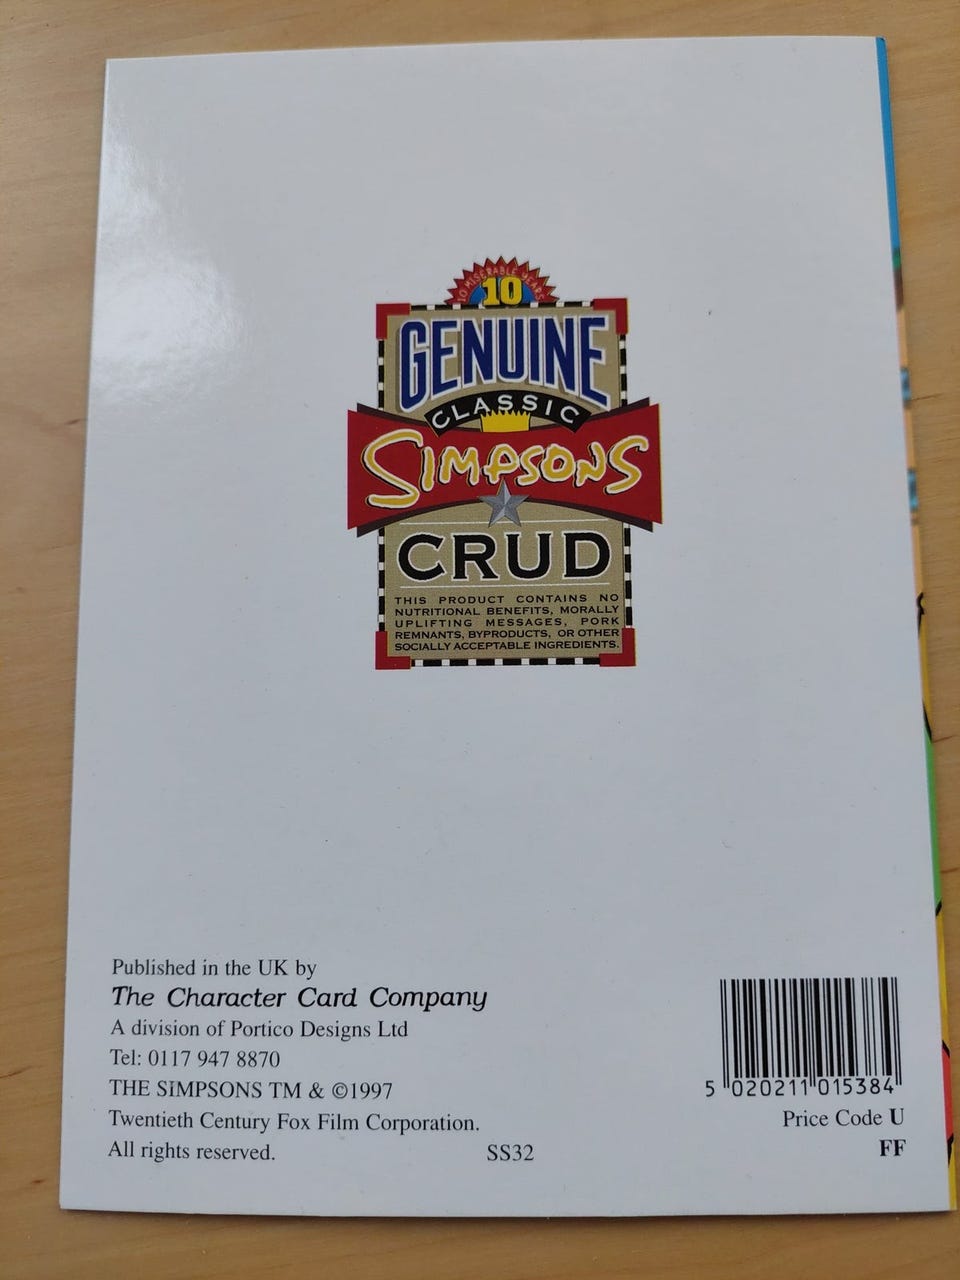 10 MISERABLE YEARS
10
GENUINE
CLASSIC
SIMPSONS
CRUD
THIS PRODUCT CONTAINS NO
NUTRITIONAL BENEFITS, MORALLY
UPLIFTING MESSAGES, PORK
REMNANTS, BYPRODUCTS, OR OTHER
SOCIALLY ACCEPTABLE INGREDIENTS.
Published in the UK by
The Character Card Company
A division of Portico Designs Ltd
Tel: 0117 947 8870
THE SIMPSONS TM & ©1997
Twentieth Century Fox Film Corporation.
All rights reserved. SS32
5 020211 015384
Price Code U
FF